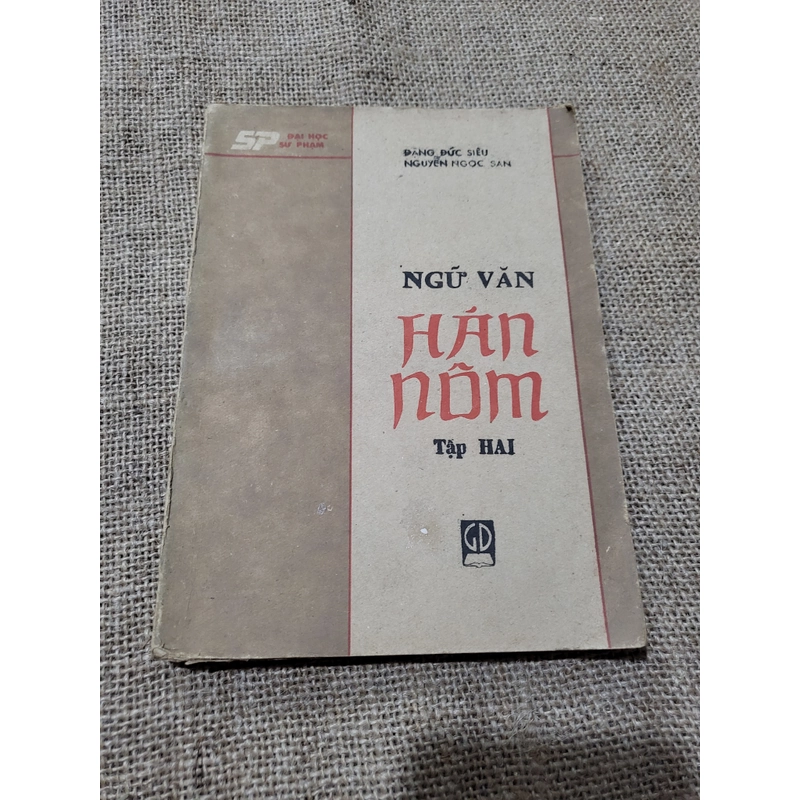 SP ĐẠI HỌC
SƯ PHẠM
ĐẶNG ĐỨC SIÊU
NGUYỄN NGỌC SAN
NGỮ VĂN
HÁN
NÔM
Tập HAI
GD